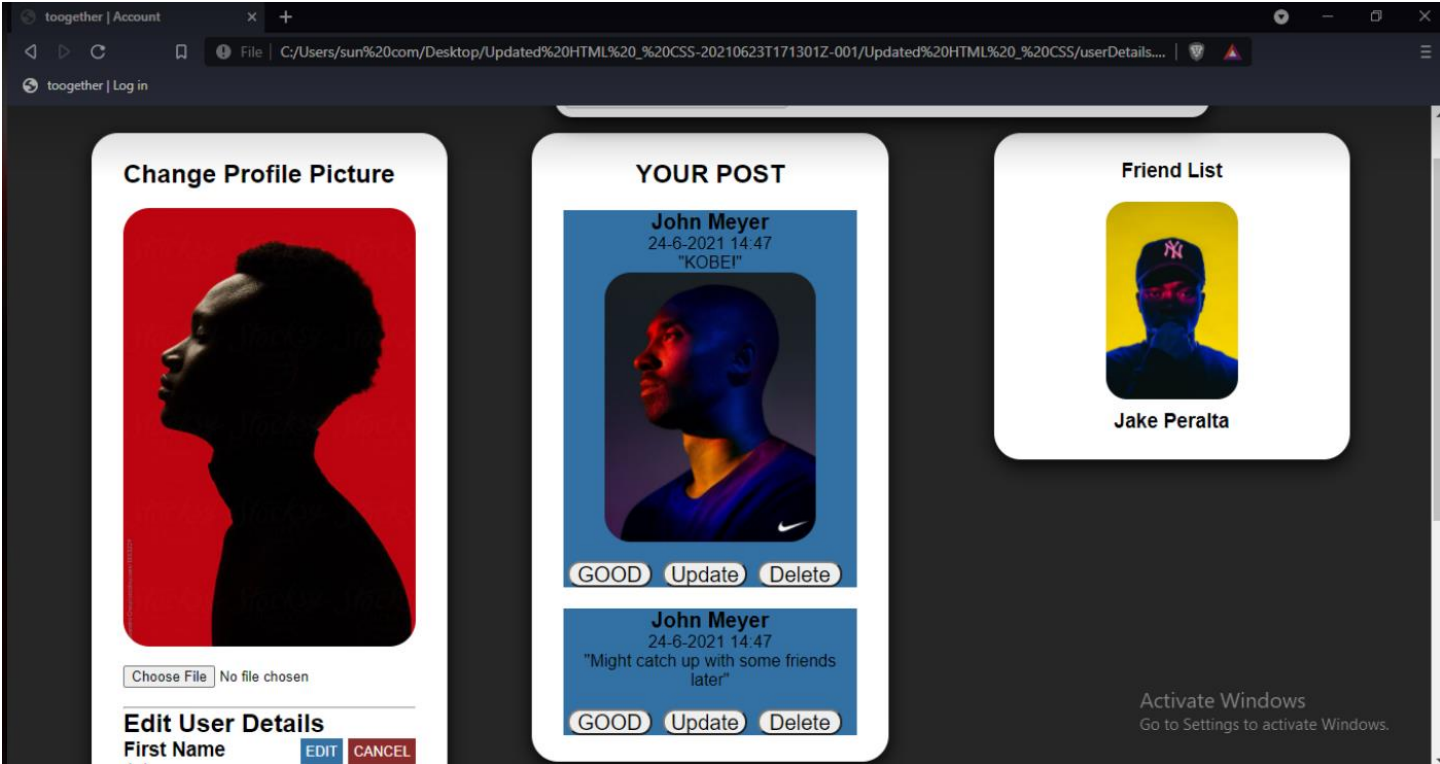 toogether | Account
File
C:/Users/sun%20com/Desktop/Updated%20HTML%20_%20CSS-20210623T171301Z-001/Updated%20HTML%20_%20CSS/userDetails....
toogether | Log in
Change Profile Picture
Choose File No file chosen
Edit User Details
First Name
EDIT CANCEL
YOUR POST
John Meyer
24-6-2021 14:47
"KOBE!"
GOOD Update Delete
John Meyer
24-6-2021 14:47
"Might catch up with some friends
later"
GOOD Update Delete
Friend List
NY
Jake Peralta
Activate Windows
Go to Settings to activate Windows.